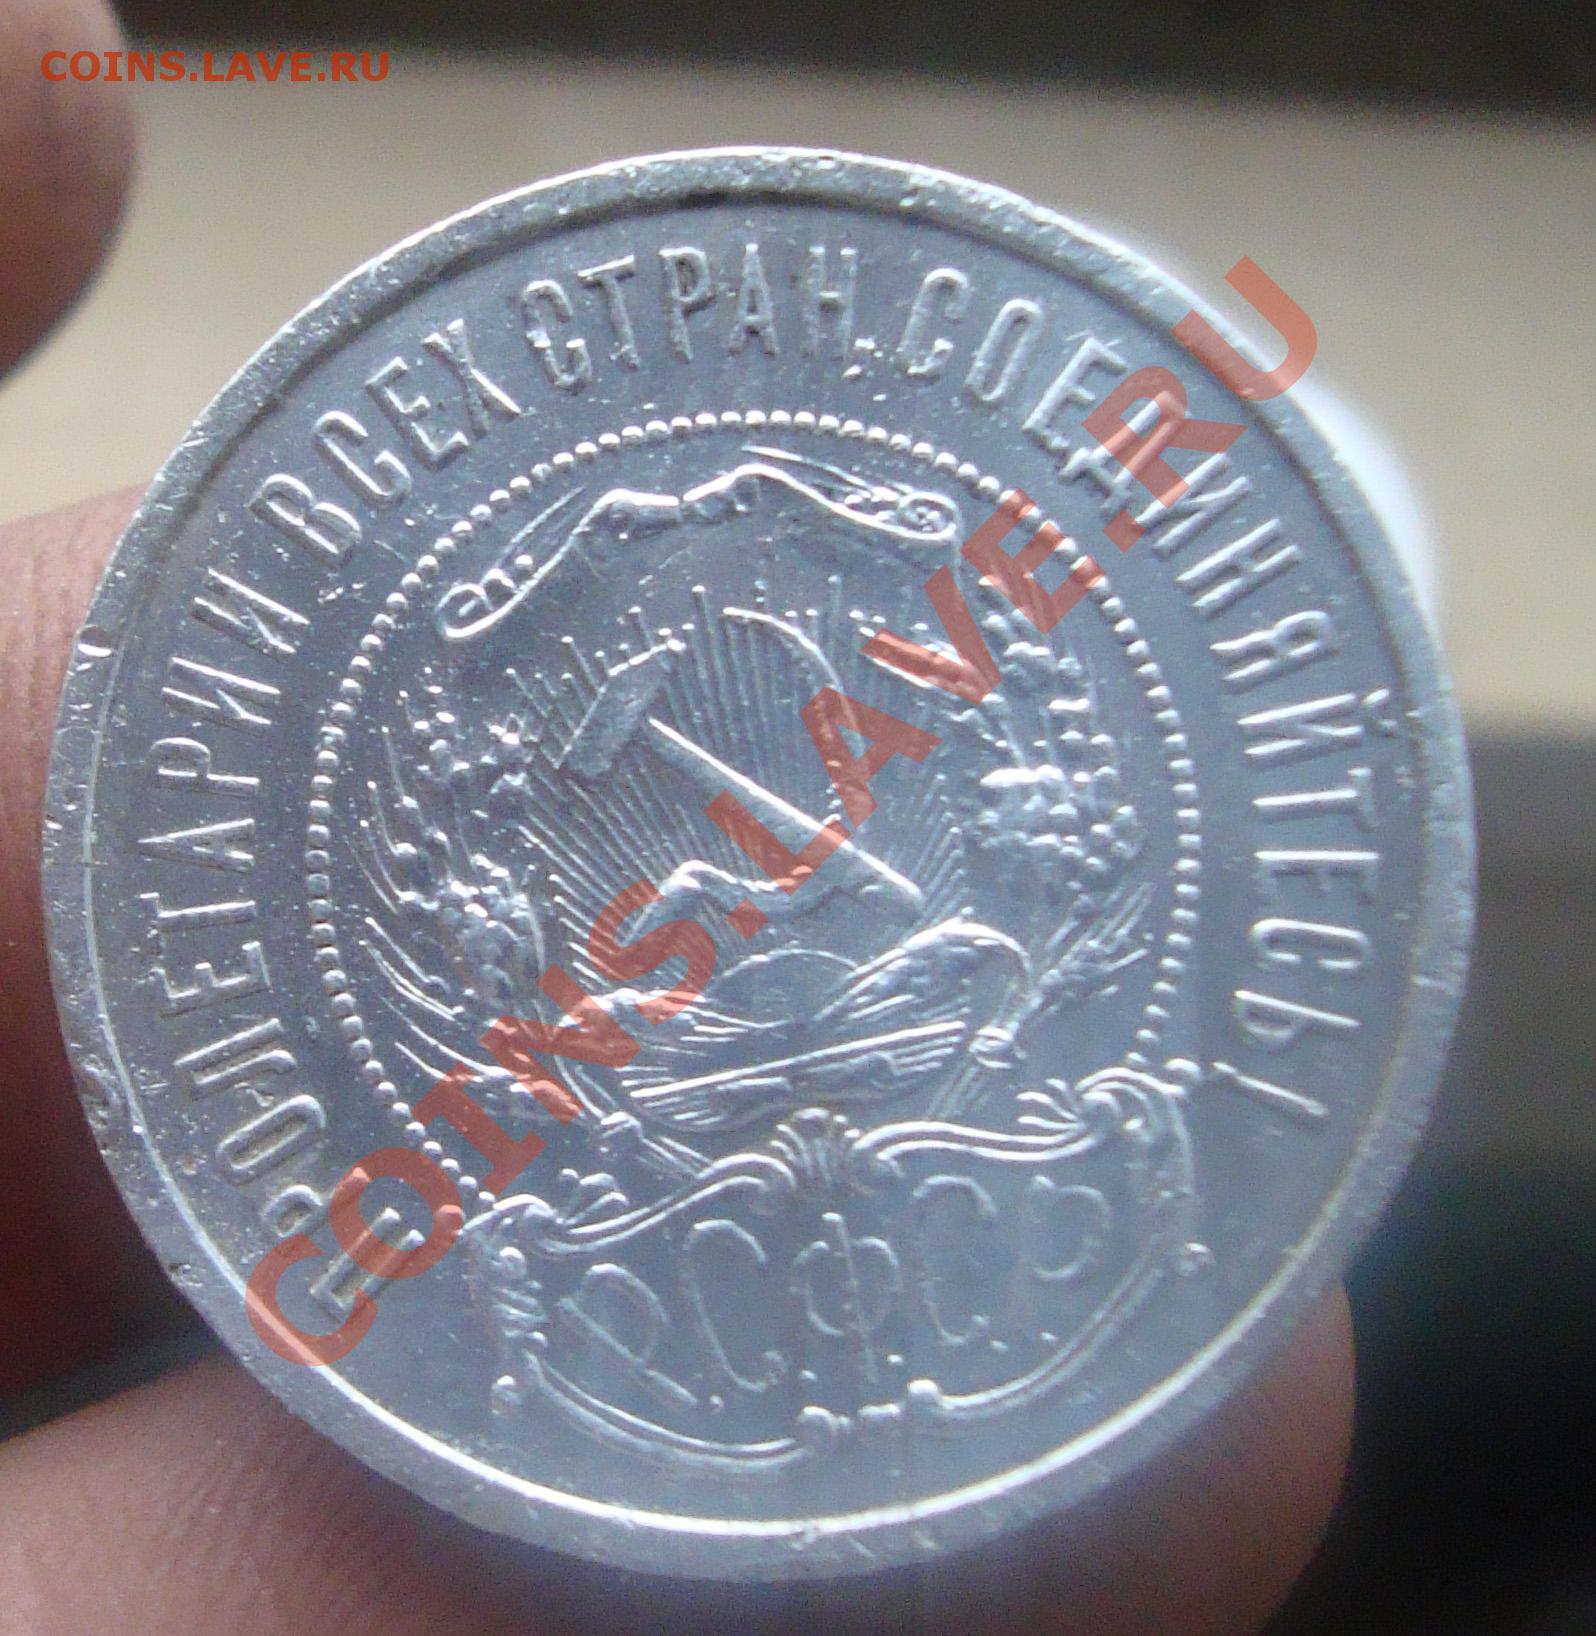 COINS.LAVE.RU
ПРОЛЕТАРИИ ВСЕХ СТРАН, СОЕДИНЯЙТЕСЬ!
Р.С.Ф.С.Р.
COINS.LAVE.RU